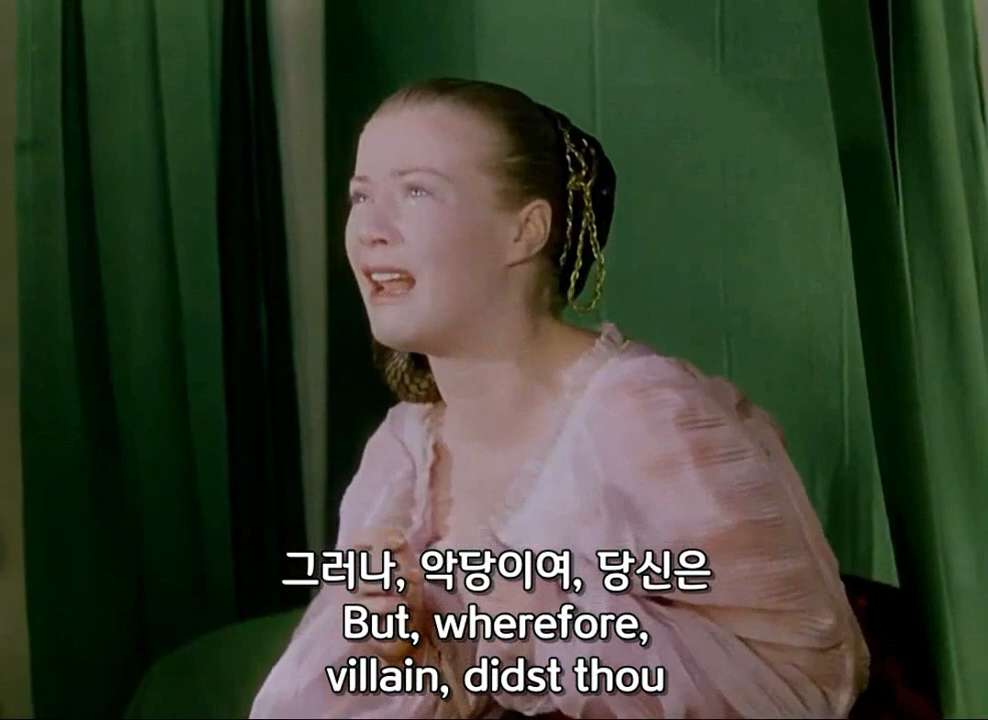 그러나, 악당이여, 당신은
But, wherefore,
villain, didst thou